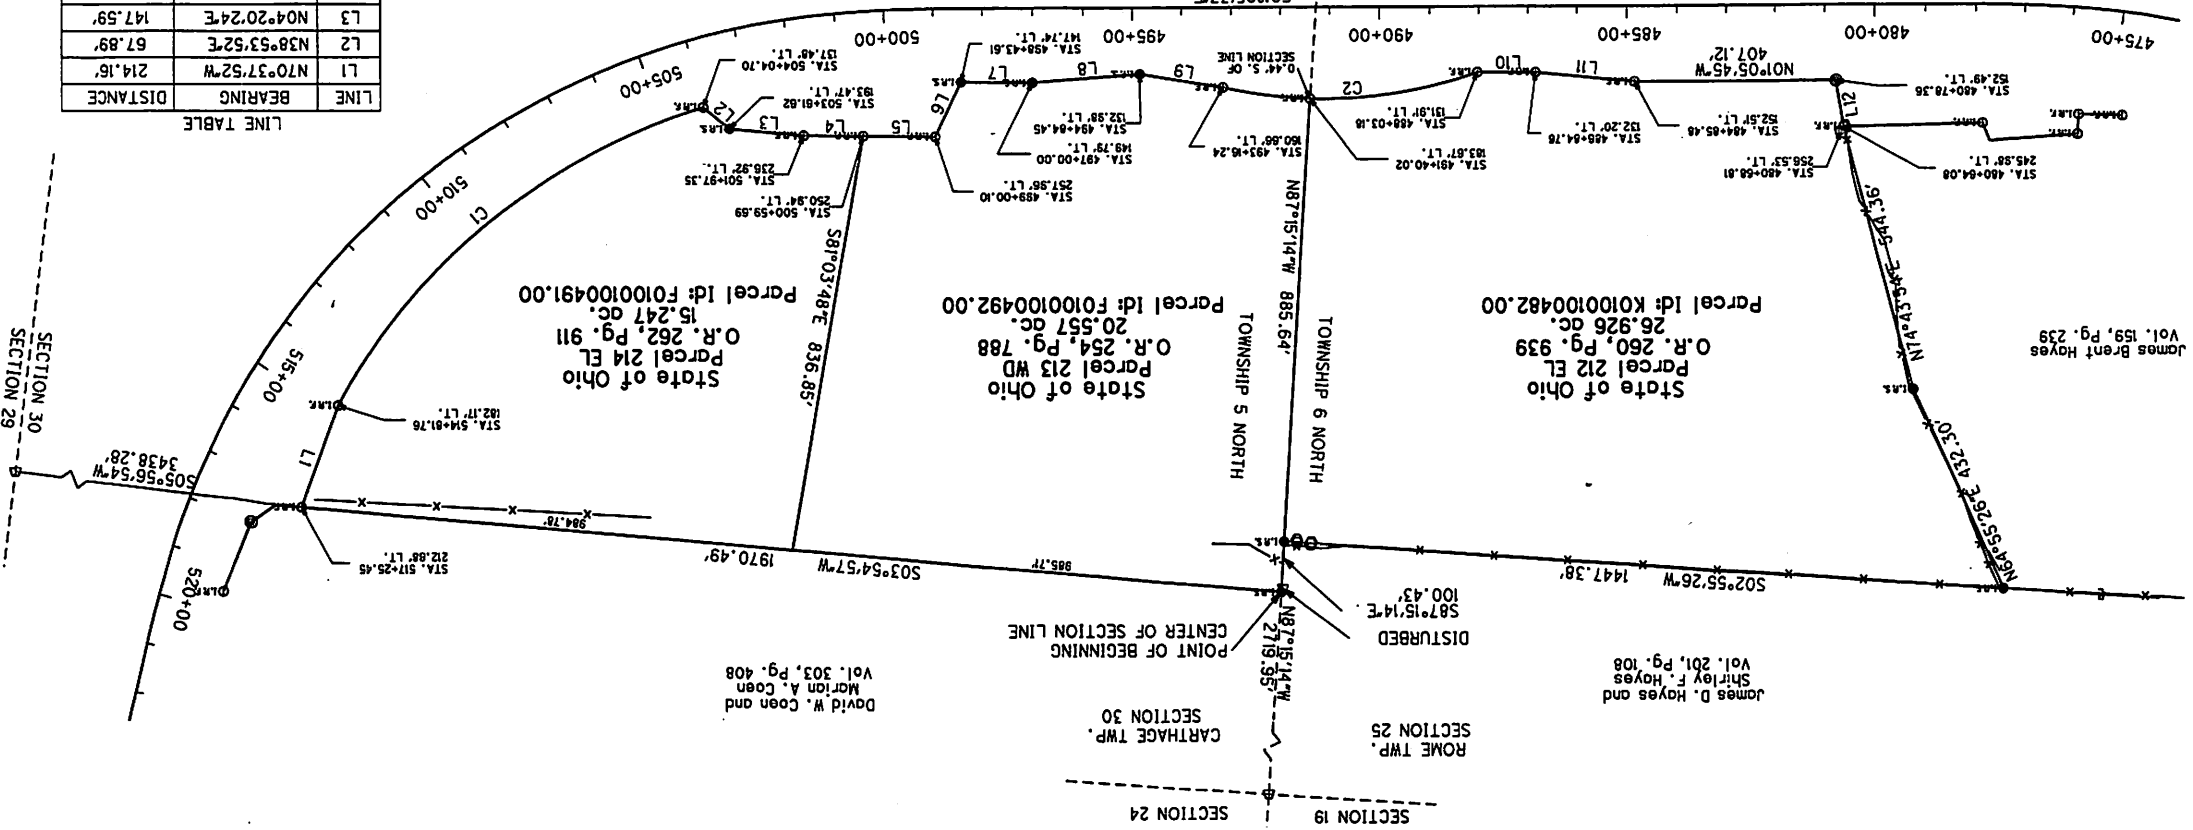 SECTION 19
SECTION 24
ROME TWP.
SECTION 25
CARTHAGE TWP.
SECTION 30
James D. Hayes and
Shirley F. Hayes
Vol. 201, Pg. 108
N87°15'14"W
2719.95'
David W. Coen and
Marian A. Coen
Vol. 303, Pg. 408
DISTURBED
S87°15'14"E
100.43'
POINT OF BEGINNING
CENTER OF SECTION LINE
N64°55'26"E 432.30'
S02°55'26"W 1447.38'
I.R.F.
I.R.S.
I.R.S.
985.71'
S03°54'57"W 1970.49'
984.78'
STA. 517+25.45
212.88' LT.
I.R.F.
I.R.F.
520+00
S05°56'54"W
3438.28'
SECTION 30
SECTION 29
L1
STA. 514+81.76
182.17' LT.
I.R.F.
515+00
James Brent Hayes
Vol. 159, Pg. 239
I.R.S.
N74°43'54"E 544.36'
State of Ohio
Parcel 212 EL
O.R. 260, Pg. 939
26.926 ac.
Parcel Id: K0100100482.00
TOWNSHIP 6 NORTH
TOWNSHIP 5 NORTH
N87°15'14"W 885.64'
State of Ohio
Parcel 213 WD
O.R. 254, Pg. 788
20.557 ac.
Parcel Id: F0100100492.00
S81°03'48"E 836.85'
State of Ohio
Parcel 214 EL
O.R. 262, Pg. 911
15.247 ac.
Parcel Id: F0100100491.00
C1
510+00
STA. 480+64.08
245.98' LT.
STA. 480+68.81
256.53' LT.
STA. 484+85.48
152.51' LT.
STA. 486+84.76
132.20' LT.
STA. 488+03.18
131.91' LT.
STA. 491+40.02
183.67' LT.
STA. 493+16.24
160.66' LT.
STA. 494+84.45
132.98' LT.
STA. 497+00.00
149.79' LT.
STA. 499+00.10
257.96' LT.
STA. 500+59.69
250.94' LT.
STA. 501+97.35
236.92' LT.
STA. 503+61.62
193.47' LT.
STA. 504+04.70
137.48' LT.
STA. 480+78.36
152.49' LT.
L12
N01°05'45"W
407.12'
L11
L10
C2
0.44' S. OF
SECTION LINE
L9
L8
L7
L6
L5
L4
L3
L2
STA. 498+43.61
147.74' LT.
475+00
480+00
485+00
490+00
495+00
500+00
505+00
LINE TABLE
LINE BEARING DISTANCE
L1 N70°37'52"W 214.16'
L2 N38°53'52"E 67.89'
L3 N04°20'24"E 147.59'